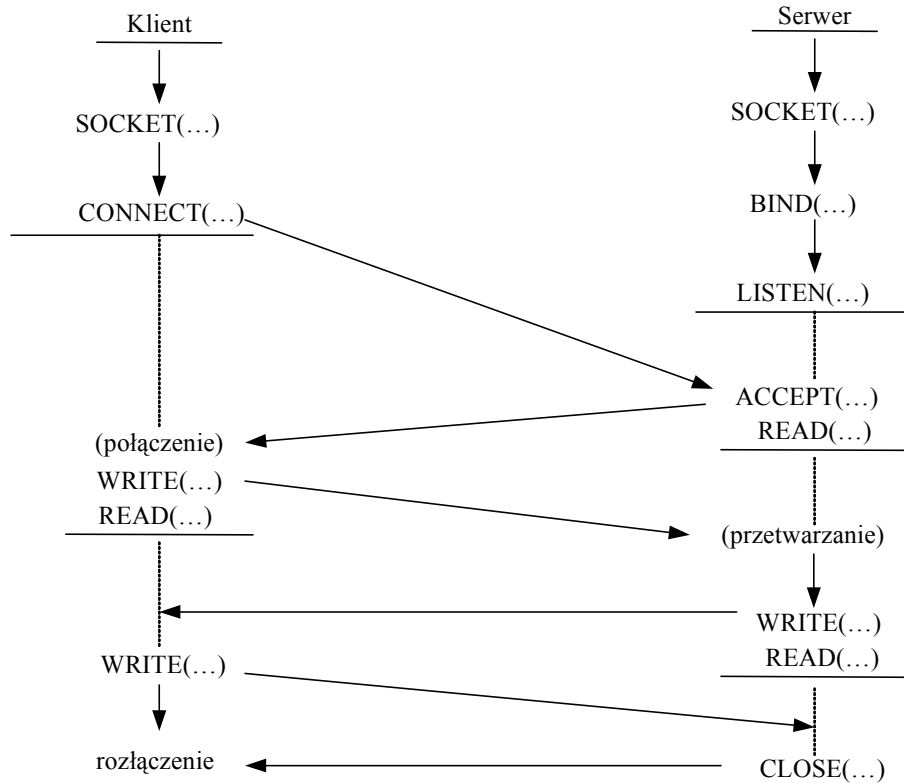 Klient
SOCKET(…)
CONNECT(…)
(połączenie)
WRITE(…)
READ(…)
WRITE(…)
rozłączenie
Serwer
SOCKET(…)
BIND(…)
LISTEN(…)
ACCEPT(…)
READ(…)
(przetwarzanie)
WRITE(…)
READ(…)
CLOSE(…)